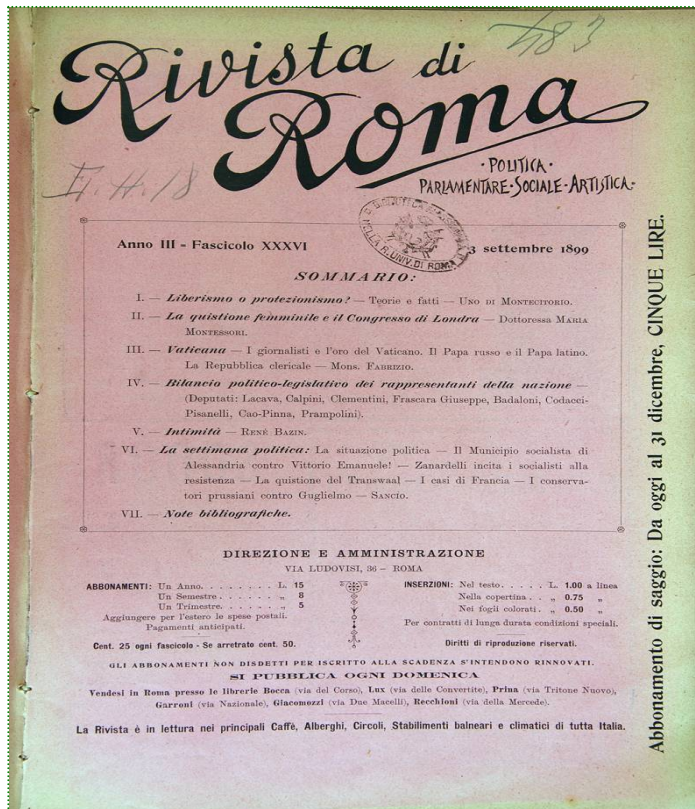 483
Rivista di
Roma
·POLITICA·
PARLAMENTARE·SOCIALE·ARTISTICA·
II. H. 18
NELLA R. UNIV. DI ROMA
Anno III - Fascicolo XXXVI
3 settembre 1899
SOMMARIO:
I. — Liberismo o protezionismo? — Teorie e fatti — UNO DI MONTECITORIO.
II. — La quistione femminile e il Congresso di Londra — Dottoressa MARIA
MONTESSORI.
III. — Vaticana — I giornalisti e l'oro del Vaticano. Il Papa russo e il Papa latino.
La Repubblica clericale — Mons. FABRIZIO.
IV. — Bilancio politico-legislativo dei rappresentanti della nazione —
(Deputati: Lacava, Calpini, Clementini, Frascara Giuseppe, Badaloni, Codacci-
Pisanelli, Cao-Pinna, Prampolini).
V. — Intimità — RENÉ BAZIN.
VI. — La settimana politica: La situazione politica — Il Municipio socialista di
Alessandria contro Vittorio Emanuele! — Zanardelli incita i socialisti alla
resistenza — La quistione del Transwaal — I casi di Francia — I conserva-
tori prussiani contro Guglielmo — SANCIO.
VII. — Note bibliografiche.
DIREZIONE E AMMINISTRAZIONE
VIA LUDOVISI, 36 – ROMA
ABBONAMENTI: Un Anno. . . . . . . . L. 15
Un Semestre . . . . . . „ 8
Un Trimestre. . . . . . „ 5
Aggiungere per l'estero le spese postali.
Pagamenti anticipati.
Cent. 25 ogni fascicolo - Se arretrato cent. 50.
INSERZIONI: Nel testo. . . . . L. 1.00 a linea
Nella copertina . . „ 0.75 „
Nei fogli colorati. . „ 0.50 „
Per contratti di lunga durata condizioni speciali.
Diritti di riproduzione riservati.
GLI ABBONAMENTI NON DISDETTI PER ISCRITTO ALLA SCADENZA S'INTENDONO RINNOVATI.
SI PUBBLICA OGNI DOMENICA
Vendesi in Roma presso le librerie Bocca (via del Corso), Lux (via delle Convertite), Prina (via Tritone Nuovo),
Garroni (via Nazionale), Giacomozzi (via Due Macelli), Recchioni (via della Mercede).
La Rivista è in lettura nei principali Caffè, Alberghi, Circoli, Stabilimenti balneari e climatici di tutta Italia.
Abbonamento di saggio: Da oggi al 31 dicembre, CINQUE LIRE.